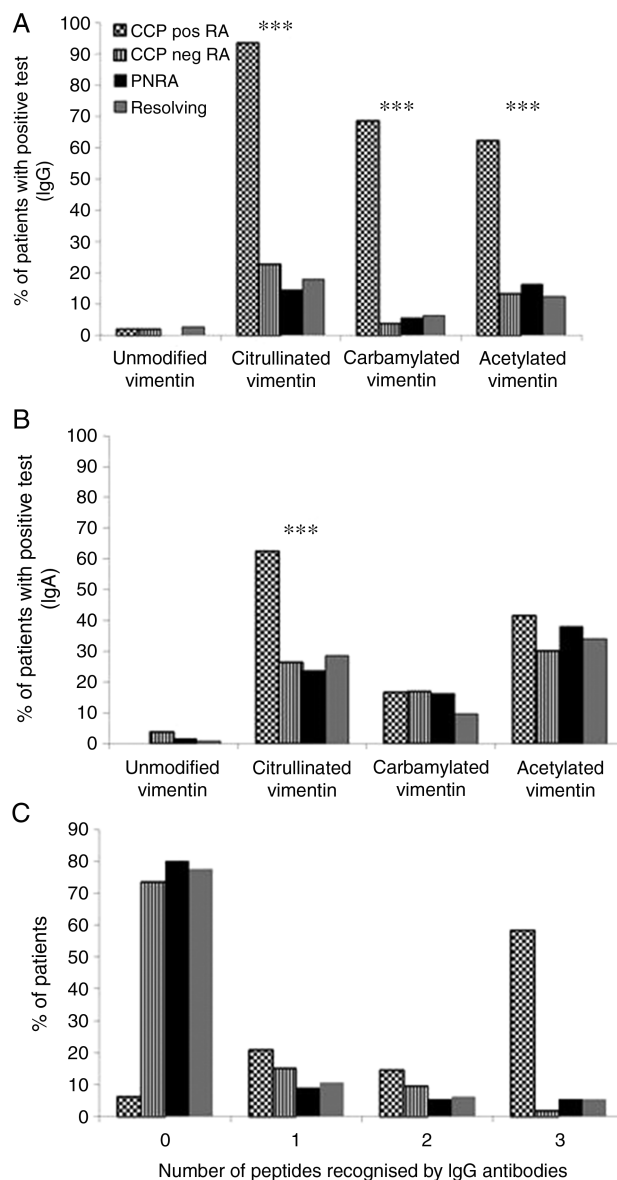 A
100
90
80
70
60
50
40
30
20
10
0
% of patients with positive test
(IgG)
CCP pos RA
CCP neg RA
PNRA
Resolving
***
***
***
Unmodified
vimentin
Citrullinated
vimentin
Carbamylated
vimentin
Acetylated
vimentin
B
100
90
80
70
60
50
40
30
20
10
0
% of patients with positive test
(IgA)
***
Unmodified
vimentin
Citrullinated
vimentin
Carbamylated
vimentin
Acetylated
vimentin
C
90
80
70
60
50
40
30
20
10
0
% of patients
0 1 2 3
Number of peptides recognised by IgG antibodies